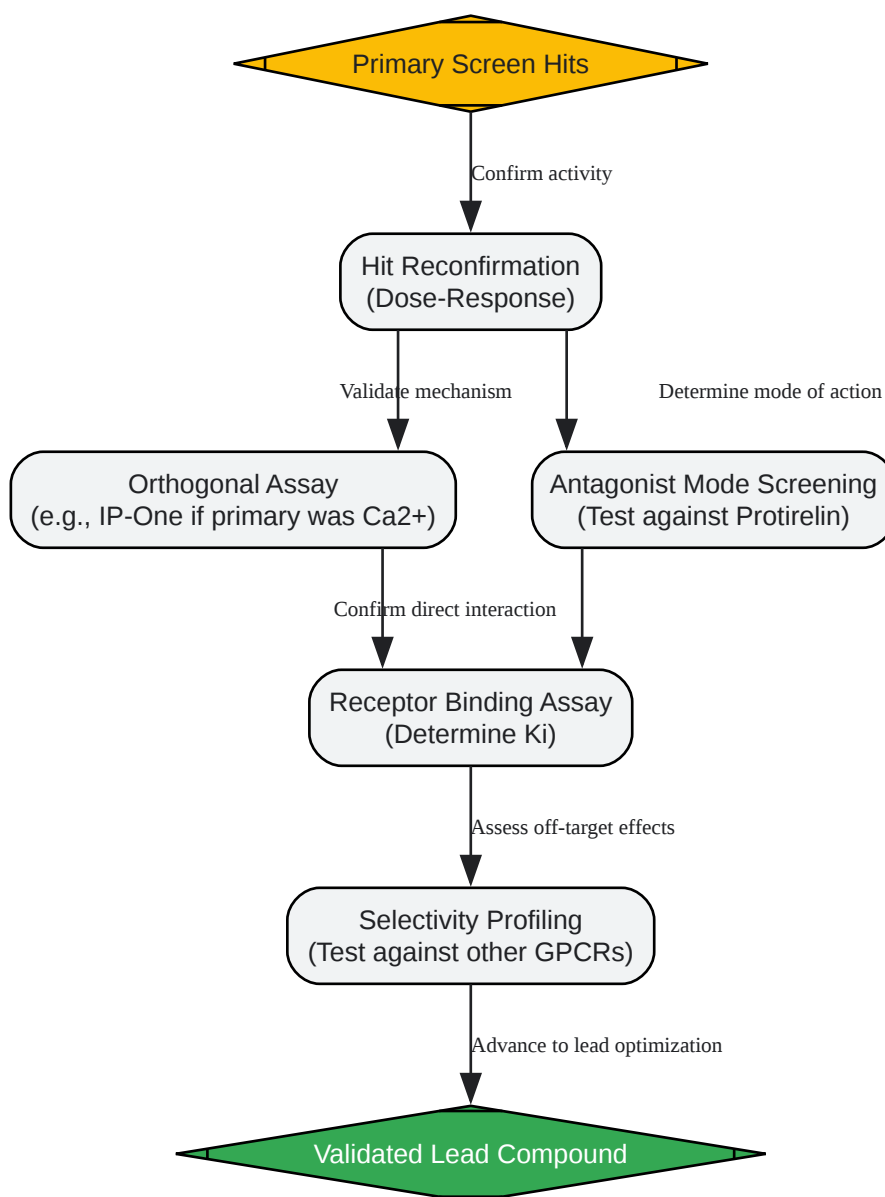 Primary Screen Hits
Confirm activity
Hit Reconfirmation
(Dose-Response)
Validate mechanism
Determine mode of action
Orthogonal Assay
(e.g., IP-One if primary was Ca2+)
Antagonist Mode Screening
(Test against Protirelin)
Confirm direct interaction
Receptor Binding Assay
(Determine Ki)
Assess off-target effects
Selectivity Profiling
(Test against other GPCRs)
Advance to lead optimization
Validated Lead Compound